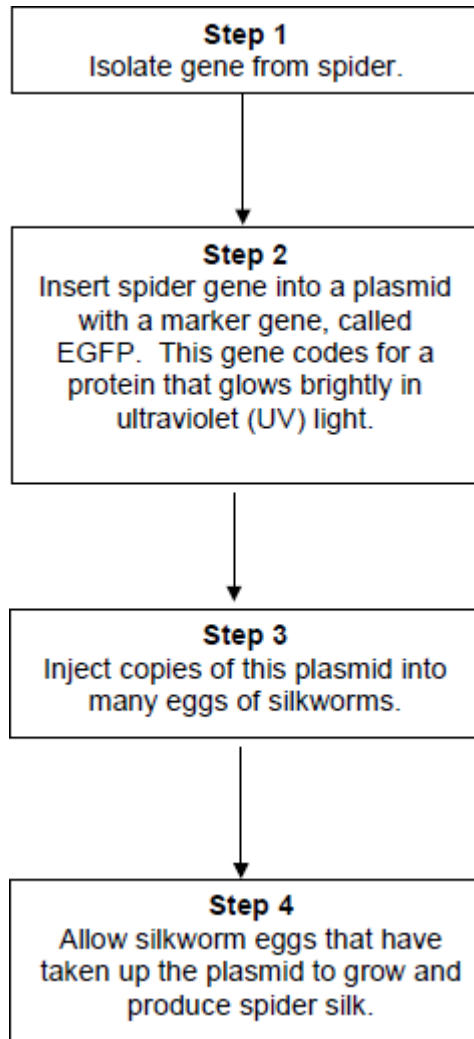 Step 1
Isolate gene from spider.
Step 2
Insert spider gene into a plasmid
with a marker gene, called
EGFP. This gene codes for a
protein that glows brightly in
ultraviolet (UV) light.
Step 3
Inject copies of this plasmid into
many eggs of silkworms.
Step 4
Allow silkworm eggs that have
taken up the plasmid to grow and
produce spider silk.